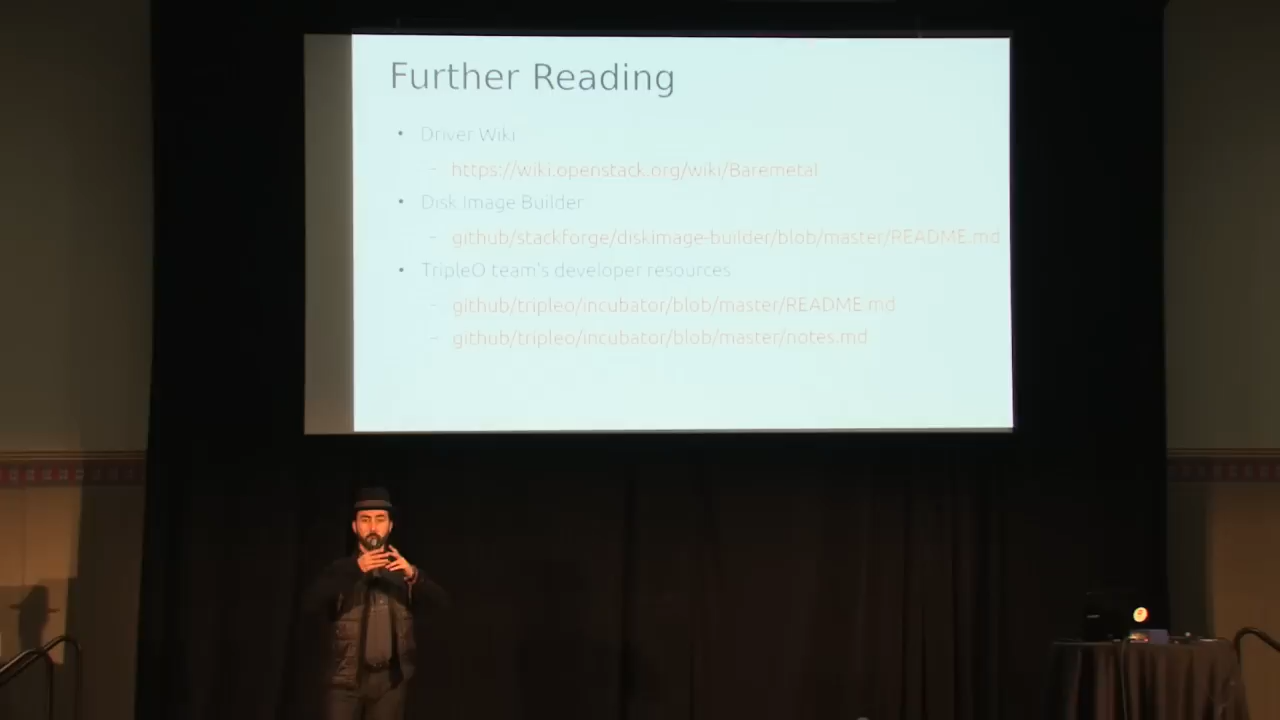 Further Reading
• Driver Wiki
– https://wiki.openstack.org/wiki/Baremetal
• Disk Image Builder
– github/stackforge/diskimage-builder/blob/master/README.md
• TripleO team's developer resources
– github/tripleo/incubator/blob/master/README.md
– github/tripleo/incubator/blob/master/notes.md